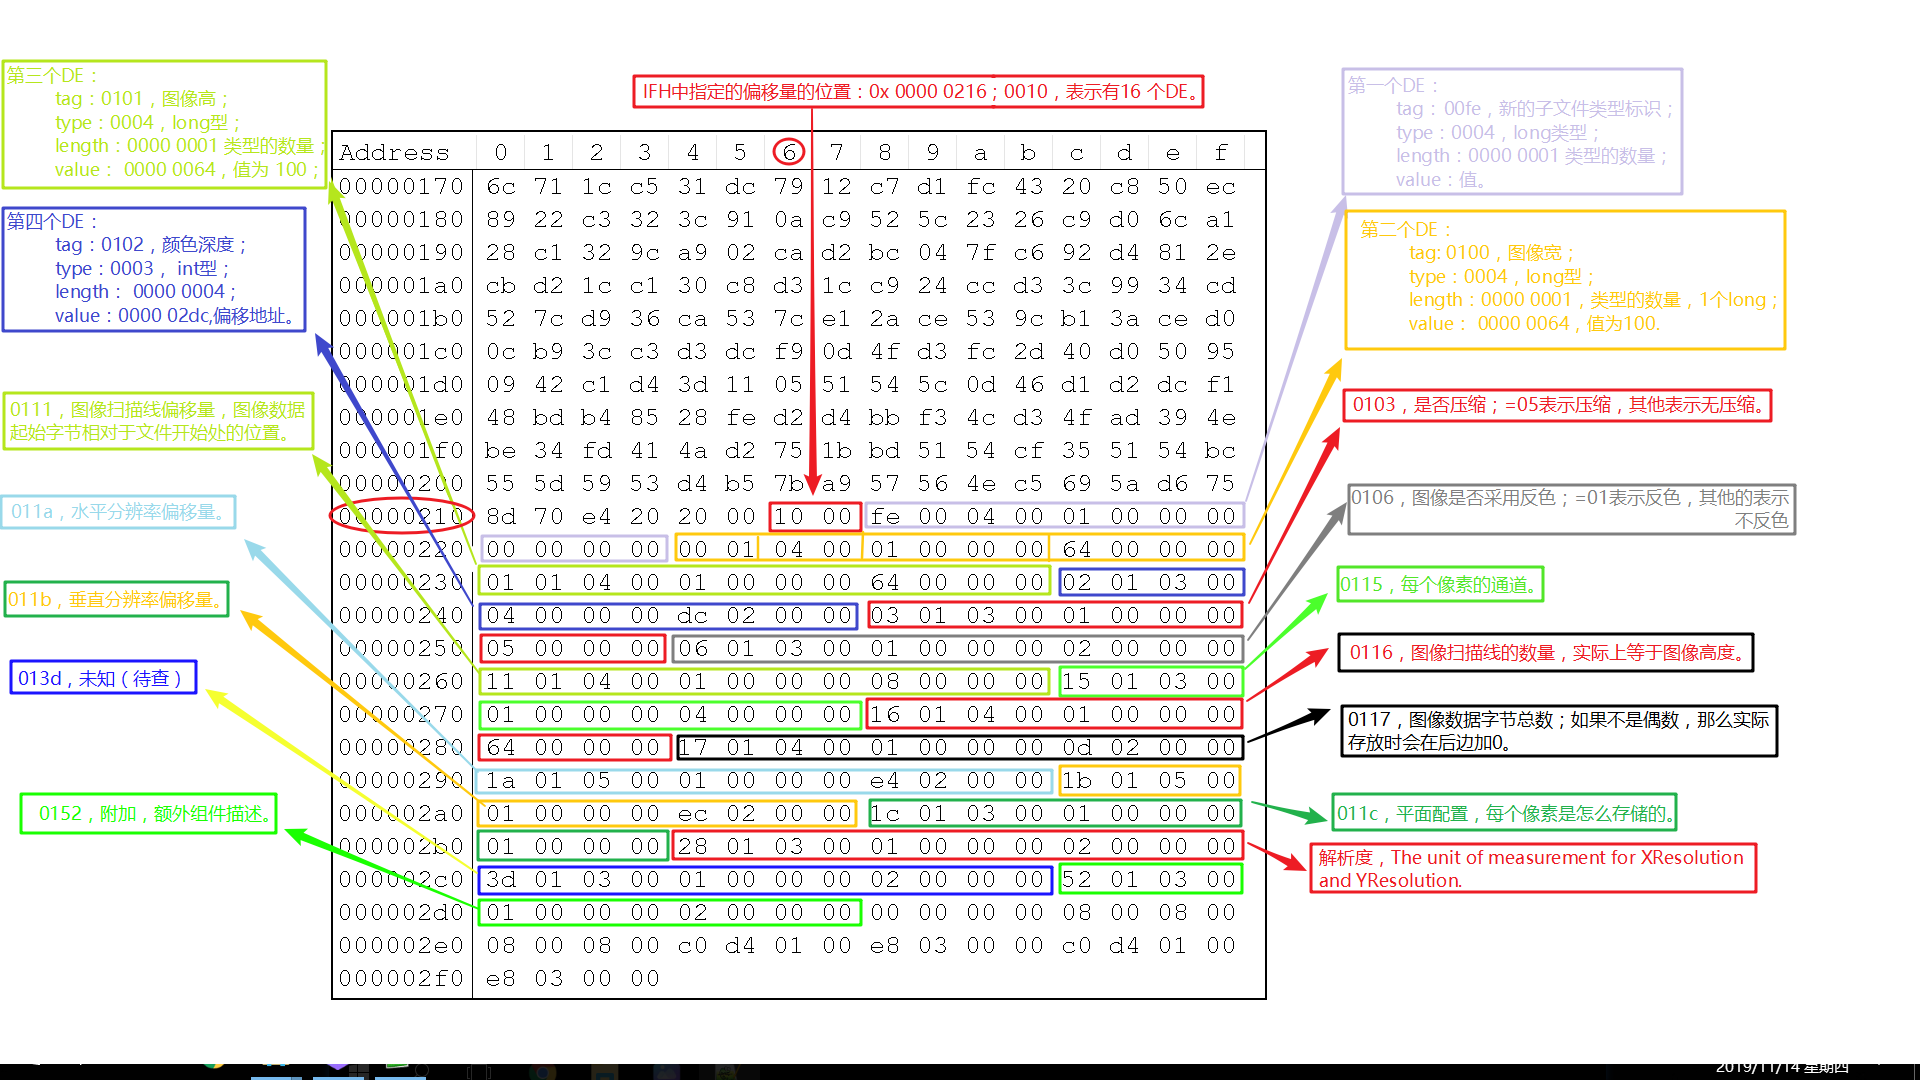 IFH中指定的偏移量的位置：0x 0000 0216；0010，表示有16 个DE。
第三个DE：
tag：0101，图像高；
type：0004，long型；
length：0000 0001 类型的数量；
value： 0000 0064，值为 100；
第四个DE：
tag：0102，颜色深度；
type：0003， int型；
length： 0000 0004；
value：0000 02dc,偏移地址。
0111，图像扫描线偏移量，图像数据
起始字节相对于文件开始处的位置。
011a，水平分辨率偏移量。
011b，垂直分辨率偏移量。
013d，未知（待查）
0152，附加，额外组件描述。
Address 0 1 2 3 4 5 6 7 8 9 a b c d e f
00000170 6c 71 1c c5 31 dc 79 12 c7 d1 fc 43 20 c8 50 ec
00000180 89 22 c3 32 3c 91 0a c9 52 5c 23 26 c9 d0 6c a1
00000190 28 c1 32 9c a9 02 ca d2 bc 04 7f c6 92 d4 81 2e
000001a0 cb d2 1c c1 30 c8 d3 1c c9 24 cc d3 3c 99 34 cd
000001b0 52 7c d9 36 ca 53 7c e1 2a ce 53 9c b1 3a ce d0
000001c0 0c b9 3c c3 d3 dc f9 0d 4f d3 fc 2d 40 d0 50 95
000001d0 09 42 c1 d4 3d 11 05 51 54 5c 0d 46 d1 d2 dc f1
000001e0 48 bd b4 85 28 fe d2 d4 bb f3 4c d3 4f ad 39 4e
000001f0 be 34 fd 41 4a d2 75 1b bd 51 54 cf 35 51 54 bc
00000200 55 5d 59 53 d4 b5 7b a9 57 56 4e c5 69 5a d6 75
00000210 8d 70 e4 20 20 00 10 00 fe 00 04 00 01 00 00 00
00000220 00 00 00 00 00 01 04 00 01 00 00 00 64 00 00 00
00000230 01 01 04 00 01 00 00 00 64 00 00 00 02 01 03 00
00000240 04 00 00 00 dc 02 00 00 03 01 03 00 01 00 00 00
00000250 05 00 00 00 06 01 03 00 01 00 00 00 02 00 00 00
00000260 11 01 04 00 01 00 00 00 08 00 00 00 15 01 03 00
00000270 01 00 00 00 04 00 00 00 16 01 04 00 01 00 00 00
00000280 64 00 00 00 17 01 04 00 01 00 00 00 0d 02 00 00
00000290 1a 01 05 00 01 00 00 00 e4 02 00 00 1b 01 05 00
000002a0 01 00 00 00 ec 02 00 00 1c 01 03 00 01 00 00 00
000002b0 01 00 00 00 28 01 03 00 01 00 00 00 02 00 00 00
000002c0 3d 01 03 00 01 00 00 00 02 00 00 00 52 01 03 00
000002d0 01 00 00 00 02 00 00 00 00 00 00 00 08 00 08 00
000002e0 08 00 08 00 c0 d4 01 00 e8 03 00 00 c0 d4 01 00
000002f0 e8 03 00 00
第一个DE：
tag：00fe，新的子文件类型标识；
type：0004，long类型；
length：0000 0001 类型的数量；
value：值。
第二个DE：
tag: 0100，图像宽；
type：0004，long型；
length：0000 0001，类型的数量，1个long；
value： 0000 0064，值为100.
0103，是否压缩；=05表示压缩，其他表示无压缩。
0106，图像是否采用反色；=01表示反色，其他的表示
不反色
0115，每个像素的通道。
0116，图像扫描线的数量，实际上等于图像高度。
0117，图像数据字节总数；如果不是偶数，那么实际
存放时会在后边加0。
011c，平面配置，每个像素是怎么存储的。
解析度，The unit of measurement for XResolution
and YResolution.
2019/11/14 星期四